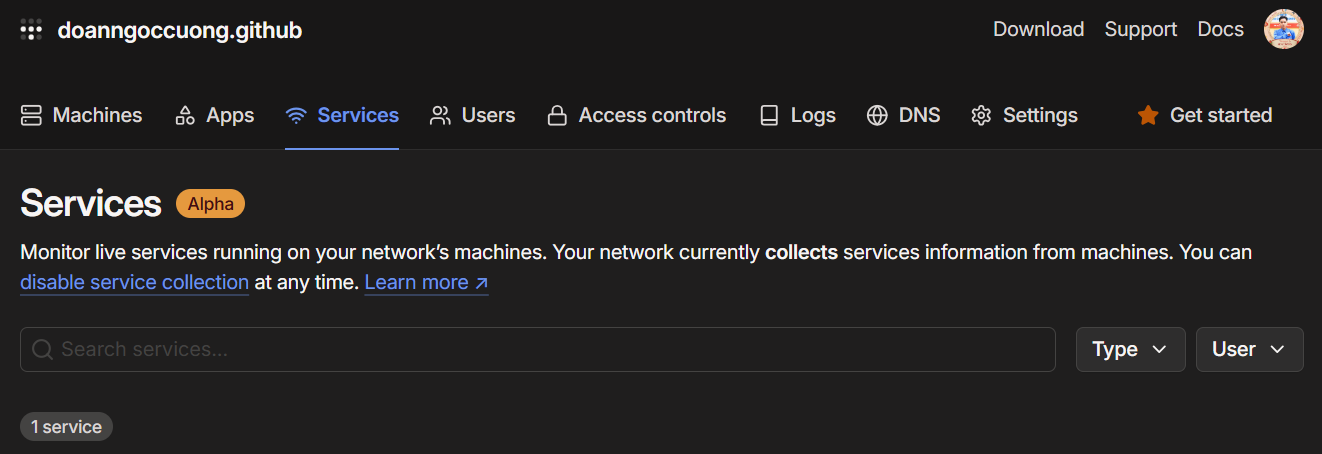 doanngoccuong.github
Download Support Docs
Machines Apps Services Users Access controls Logs DNS Settings Get started
Services Alpha
Monitor live services running on your network’s machines. Your network currently collects services information from machines. You can
disable service collection at any time. Learn more ↗
Search services...
Type User
1 service